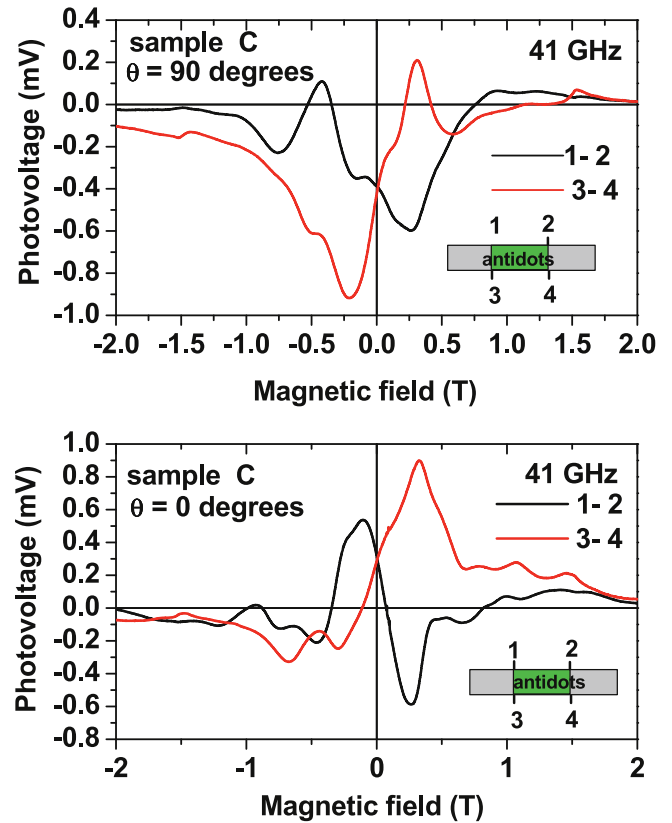 sample C
θ = 90 degrees
41 GHz
Photovoltage (mV)
0.4
0.2
0.0
-0.2
-0.4
-0.6
-0.8
-1.0
1- 2
3- 4
1 2
antidots
3 4
-2.0 -1.5 -1.0 -0.5 0.0 0.5 1.0 1.5 2.0
Magnetic field (T)
sample C
θ = 0 degrees
41 GHz
Photovoltage (mV)
1.0
0.8
0.6
0.4
0.2
0.0
-0.2
-0.4
-0.6
-0.8
1- 2
3- 4
1 2
antidots
3 4
-2 -1 0 1 2
Magnetic field (T)